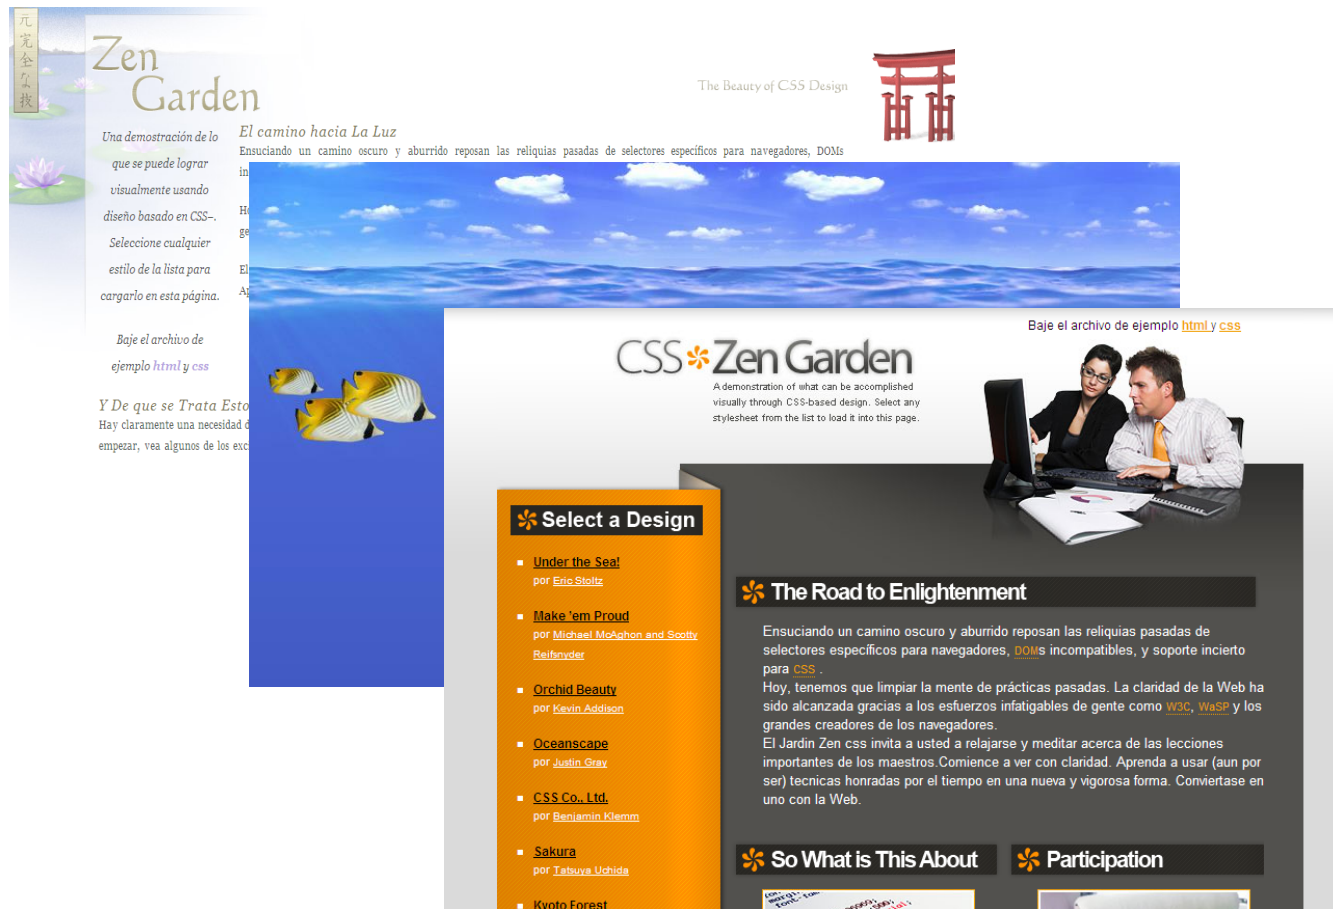 元
完
全
な
技
Zen
Garden
The Beauty of CSS Design
Una demostración de lo
que se puede lograr
visualmente usando
diseño basado en CSS–.
Seleccione cualquier
estilo de la lista para
cargarlo en esta página.
Baje el archivo de
ejemplo html y css
El camino hacia La Luz
Ensuciando un camino oscuro y aburrido reposan las reliquias pasadas de selectores específicos para navegadores, DOMs
in
Ho
ge
El
Ap
Y De que se Trata Esto
Hay claramente una necesidad d
empezar, vea algunos de los exc
Baje el archivo de ejemplo html y css
CSS Zen Garden
A demonstration of what can be accomplished
visually through CSS-based design. Select any
stylesheet from the list to load it into this page.
Select a Design
Under the Sea!
por Eric Stoltz
Make 'em Proud
por Michael McAghon and Scotty
Reifsnyder
Orchid Beauty
por Kevin Addison
Oceanscape
por Justin Gray
CSS Co., Ltd.
por Benjamin Klemm
Sakura
por Tatsuya Uchida
Kyoto Forest
The Road to Enlightenment
Ensuciando un camino oscuro y aburrido reposan las reliquias pasadas de
selectores específicos para navegadores, DOMs incompatibles, y soporte incierto
para CSS .
Hoy, tenemos que limpiar la mente de prácticas pasadas. La claridad de la Web ha
sido alcanzada gracias a los esfuerzos infatigables de gente como W3C, WaSP y los
grandes creadores de los navegadores.
El Jardin Zen css invita a usted a relajarse y meditar acerca de las lecciones
importantes de los maestros.Comience a ver con claridad. Aprenda a usar (aun por
ser) tecnicas honradas por el tiempo en una nueva y vigorosa forma. Conviertase en
uno con la Web.
So What is This About
Participation